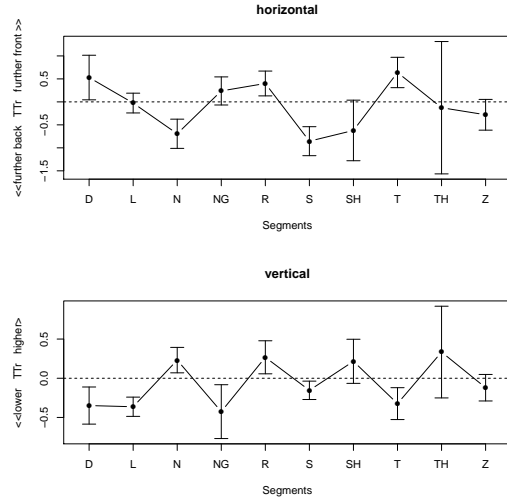 horizontal
<<further back TTr further front >>
0.5
−0.5
−1.5
D L N NG R S SH T TH Z
Segments
vertical
<<lower TTr higher>
0.5
0.0
−0.5
D L N NG R S SH T TH Z
Segments